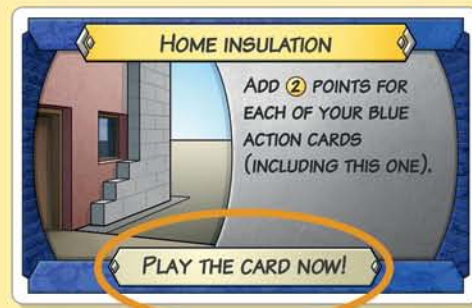 HOME INSULATION
ADD 2 POINTS FOR
EACH OF YOUR BLUE
ACTION CARDS
(INCLUDING THIS ONE).
PLAY THE CARD NOW!